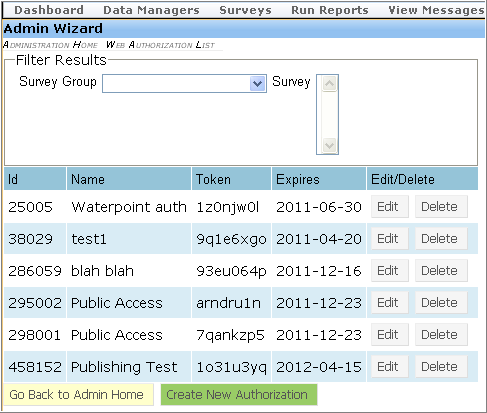 Dashboard Data Managers Surveys Run Reports View Messages
Admin Wizard
Administration Home Web Authorization List
Filter Results
Survey Group Survey
Id Name Token Expires Edit/Delete
25005 Waterpoint auth 1z0njw0l 2011-06-30 Edit Delete
38029 test1 9q1e6xgo 2011-04-20 Edit Delete
286059 blah blah 93eu064p 2011-12-16 Edit Delete
295002 Public Access arndru1n 2011-12-23 Edit Delete
298001 Public Access 7qankzp5 2011-12-23 Edit Delete
458152 Publishing Test 1o31u3yq 2012-04-15 Edit Delete
Go Back to Admin Home Create New Authorization